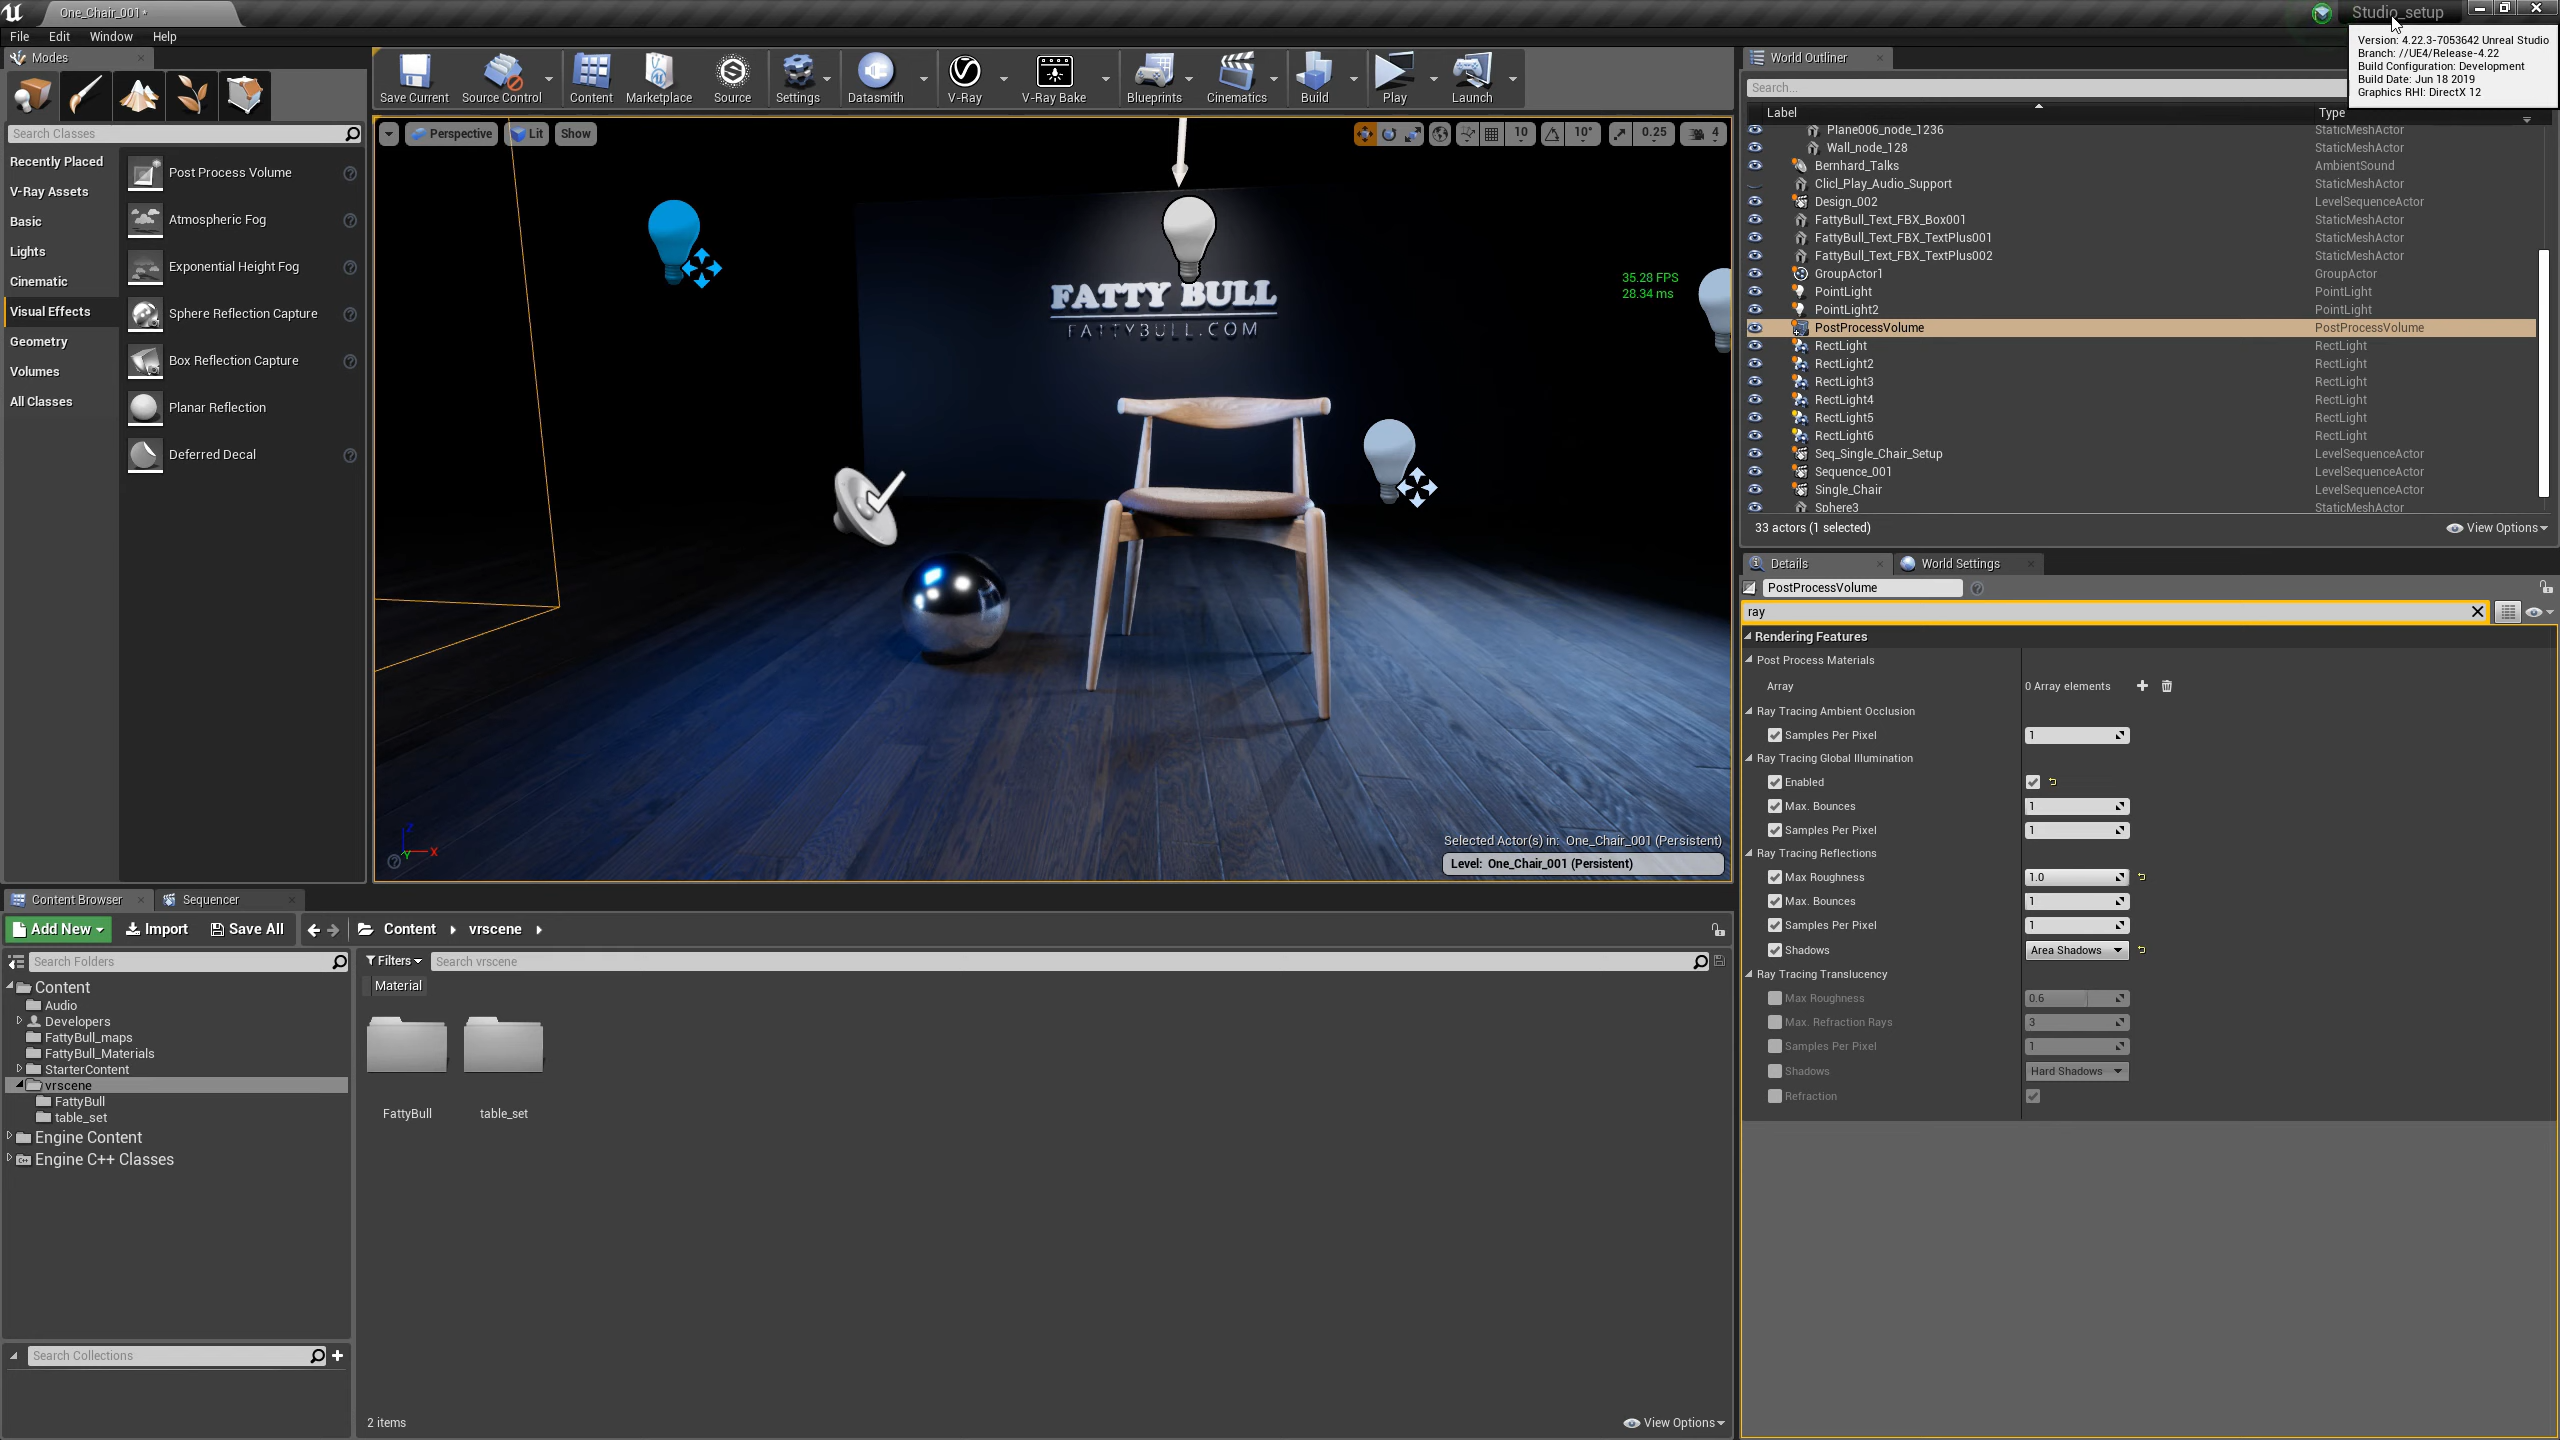 One_Chair_001*
Studio_setup
File Edit Window Help
Version: 4.22.3-7053642 Unreal Studio
Branch: //UE4/Release-4.22
Build Configuration: Development
Build Date: Jun 18 2019
Graphics RHI: DirectX 12
Modes
Search Classes
Recently Placed
V-Ray Assets
Basic
Lights
Cinematic
Visual Effects
Geometry
Volumes
All Classes
Post Process Volume
Atmospheric Fog
Exponential Height Fog
Sphere Reflection Capture
Box Reflection Capture
Planar Reflection
Deferred Decal
Save Current Source Control Content Marketplace Source Settings Datasmith V-Ray V-Ray Bake Blueprints Cinematics Build Play Launch
Perspective Lit Show
10 10° 0.25 4
35.28 FPS
28.34 ms
FATTY BULL
FATTYBULL.COM
Z
Y X
Selected Actor(s) in: One_Chair_001 (Persistent)
Level: One_Chair_001 (Persistent)
World Outliner
Search...
Label Type
Plane006_node_1236 StaticMeshActor
Wall_node_128 StaticMeshActor
Bernhard_Talks AmbientSound
Clicl_Play_Audio_Support StaticMeshActor
Design_002 LevelSequenceActor
FattyBull_Text_FBX_Box001 StaticMeshActor
FattyBull_Text_FBX_TextPlus001 StaticMeshActor
FattyBull_Text_FBX_TextPlus002 StaticMeshActor
GroupActor1 GroupActor
PointLight PointLight
PointLight2 PointLight
PostProcessVolume PostProcessVolume
RectLight RectLight
RectLight2 RectLight
RectLight3 RectLight
RectLight4 RectLight
RectLight5 RectLight
RectLight6 RectLight
Seq_Single_Chair_Setup LevelSequenceActor
Sequence_001 LevelSequenceActor
Single_Chair LevelSequenceActor
Sphere3 StaticMeshActor
33 actors (1 selected) View Options
Details World Settings
PostProcessVolume
ray
Rendering Features
Post Process Materials
Array 0 Array elements
Ray Tracing Ambient Occlusion
Samples Per Pixel 1
Ray Tracing Global Illumination
Enabled
Max. Bounces 1
Samples Per Pixel 1
Ray Tracing Reflections
Max Roughness 1.0
Max. Bounces 1
Samples Per Pixel 1
Shadows Area Shadows
Ray Tracing Translucency
Max Roughness 0.6
Max. Refraction Rays 3
Samples Per Pixel 1
Shadows Hard Shadows
Refraction
Content Browser Sequencer
Add New Import Save All Content vrscene
Search Folders
Content
Audio
Developers
FattyBull_maps
FattyBull_Materials
StarterContent
vrscene
FattyBull
table_set
Engine Content
Engine C++ Classes
Search Collections
Filters Search vrscene
Material
FattyBull table_set
2 items View Options